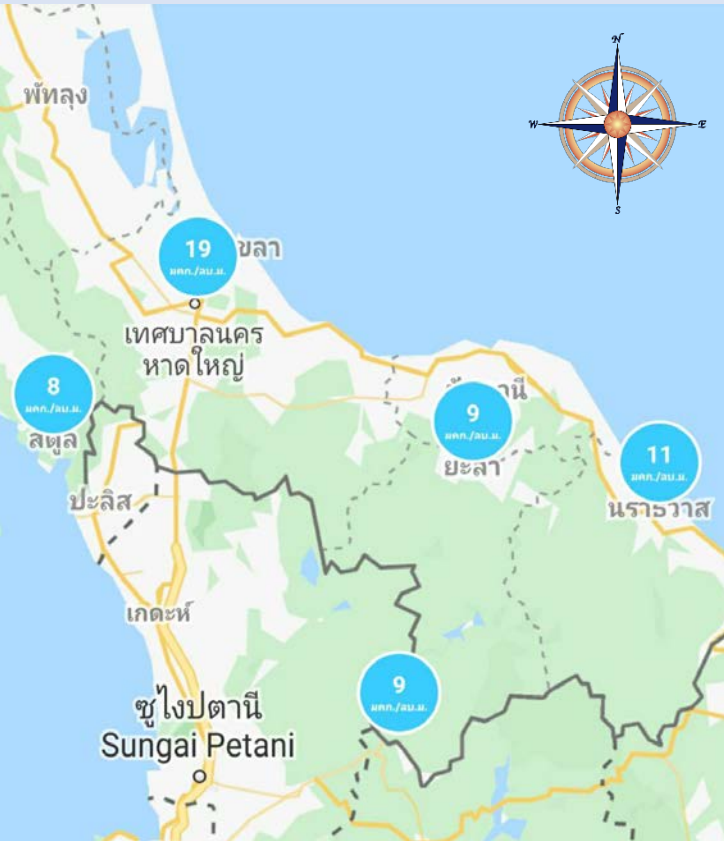 N
พัทลุง
W E
S
19
มคก./ลบ.ม.
ขลา
เทศบาลนคร
หาดใหญ่
8
มคก./ลบ.ม.
สตูล
9
มคก./ลบ.ม.
านี
ยะลา
11
มคก./ลบ.ม.
นราธิวาส
ปะลิส
เกดะห์
9
มคก./ลบ.ม.
ซูไงปตานี
Sungai Petani